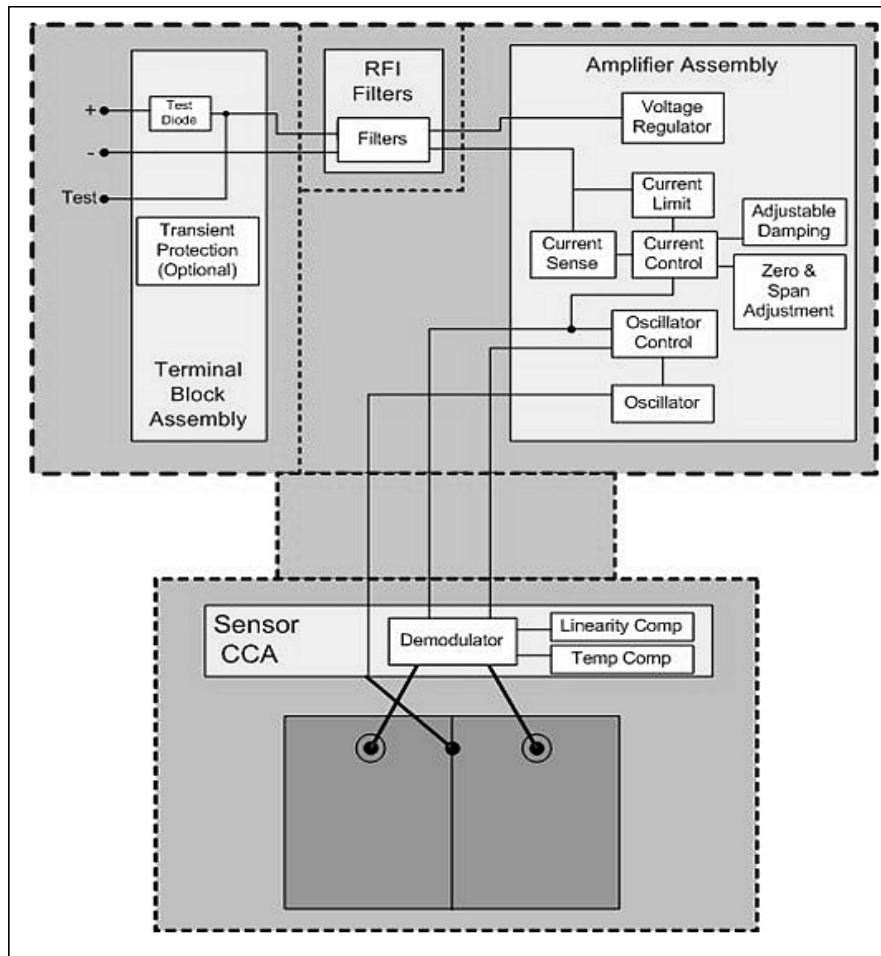 +
-
Test
Test
Diode
Transient
Protection
(Optional)
Terminal
Block
Assembly
RFI
Filters
Filters
Amplifier Assembly
Voltage
Regulator
Current
Limit
Current
Sense
Current
Control
Adjustable
Damping
Zero &
Span
Adjustment
Oscillator
Control
Oscillator
Sensor
CCA
Demodulator
Linearity Comp
Temp Comp